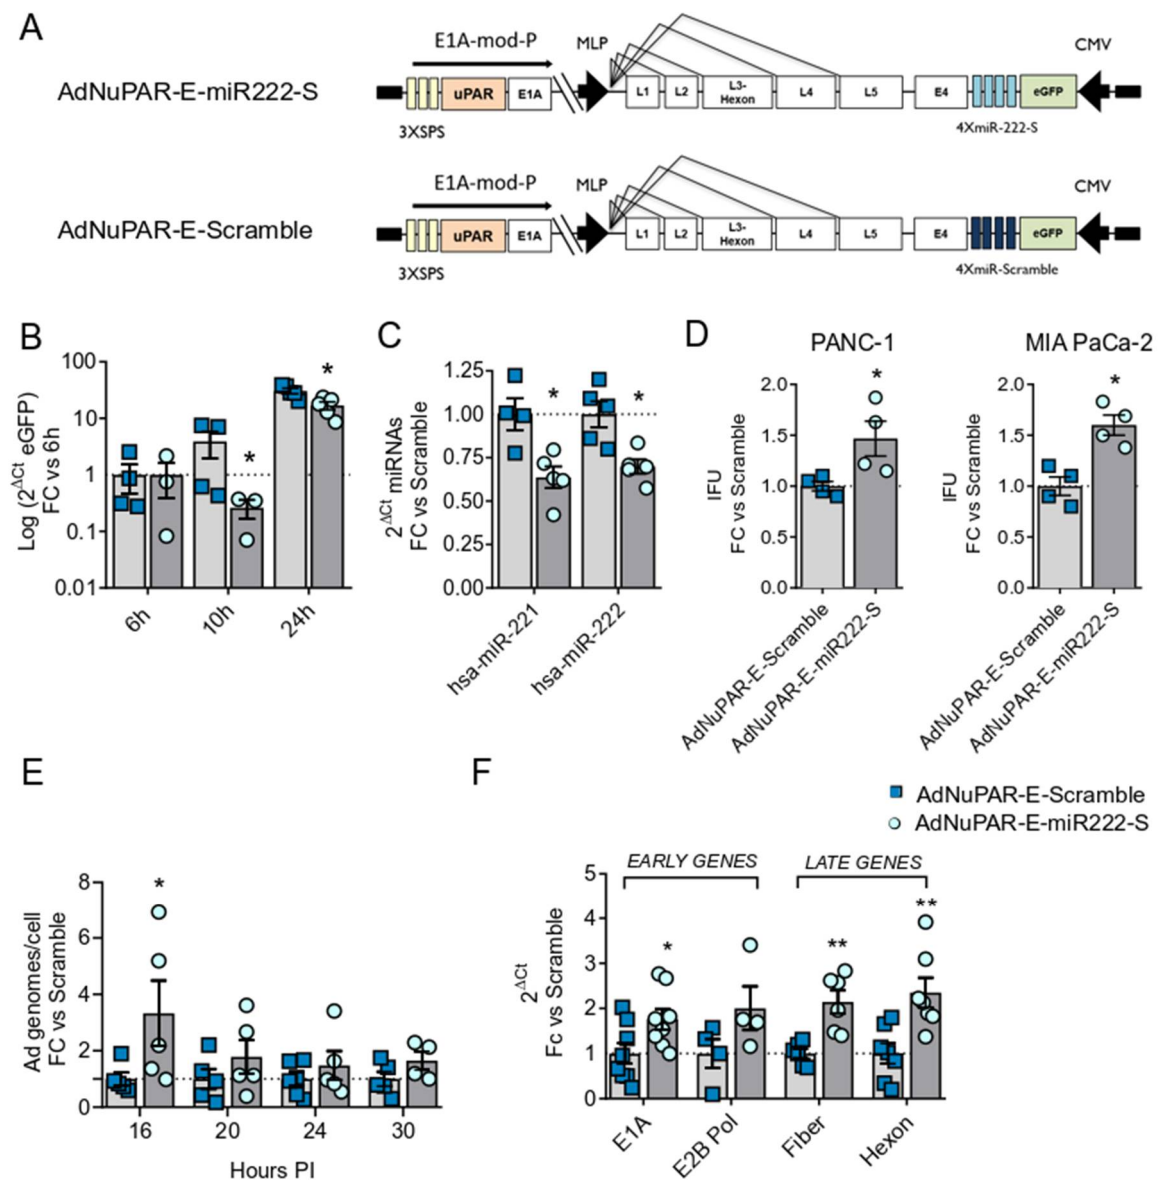 A
E1A-mod-P
MLP
CMV
AdNuPAR-E-miR222-S
uPAR
E1A
L1
L2
L3-
Hexon
L4
L5
E4
eGFP
3XSPS
4XmiR-222-S
E1A-mod-P
MLP
CMV
AdNuPAR-E-Scramble
uPAR
E1A
L1
L2
L3-
Hexon
L4
L5
E4
eGFP
3XSPS
4XmiR-Scramble
B
Log (2^ΔCt eGFP)
FC vs 6h
100
10
1
0.1
0.01
*
*
6h
10h
24h
C
2^ΔCt miRNAs
FC vs Scramble
1.25
1.00
0.75
0.50
0.25
0.00
*
*
hsa-miR-221
hsa-miR-222
D
PANC-1
IFU
FC vs Scramble
2.0
1.5
1.0
0.5
0.0
*
AdNuPAR-E-Scramble
AdNuPAR-E-miR222-S
MIA PaCa-2
IFU
FC vs Scramble
2.0
1.5
1.0
0.5
0.0
*
AdNuPAR-E-Scramble
AdNuPAR-E-miR222-S
E
Ad genomes/cell
FC vs Scramble
8
6
4
2
0
*
16
20
24
30
Hours PI
F
AdNuPAR-E-Scramble
AdNuPAR-E-miR222-S
2^ΔCt
Fc vs Scramble
5
4
3
2
1
0
EARLY GENES
LATE GENES
*
**
**
E1A
E2B Pol
Fiber
Hexon